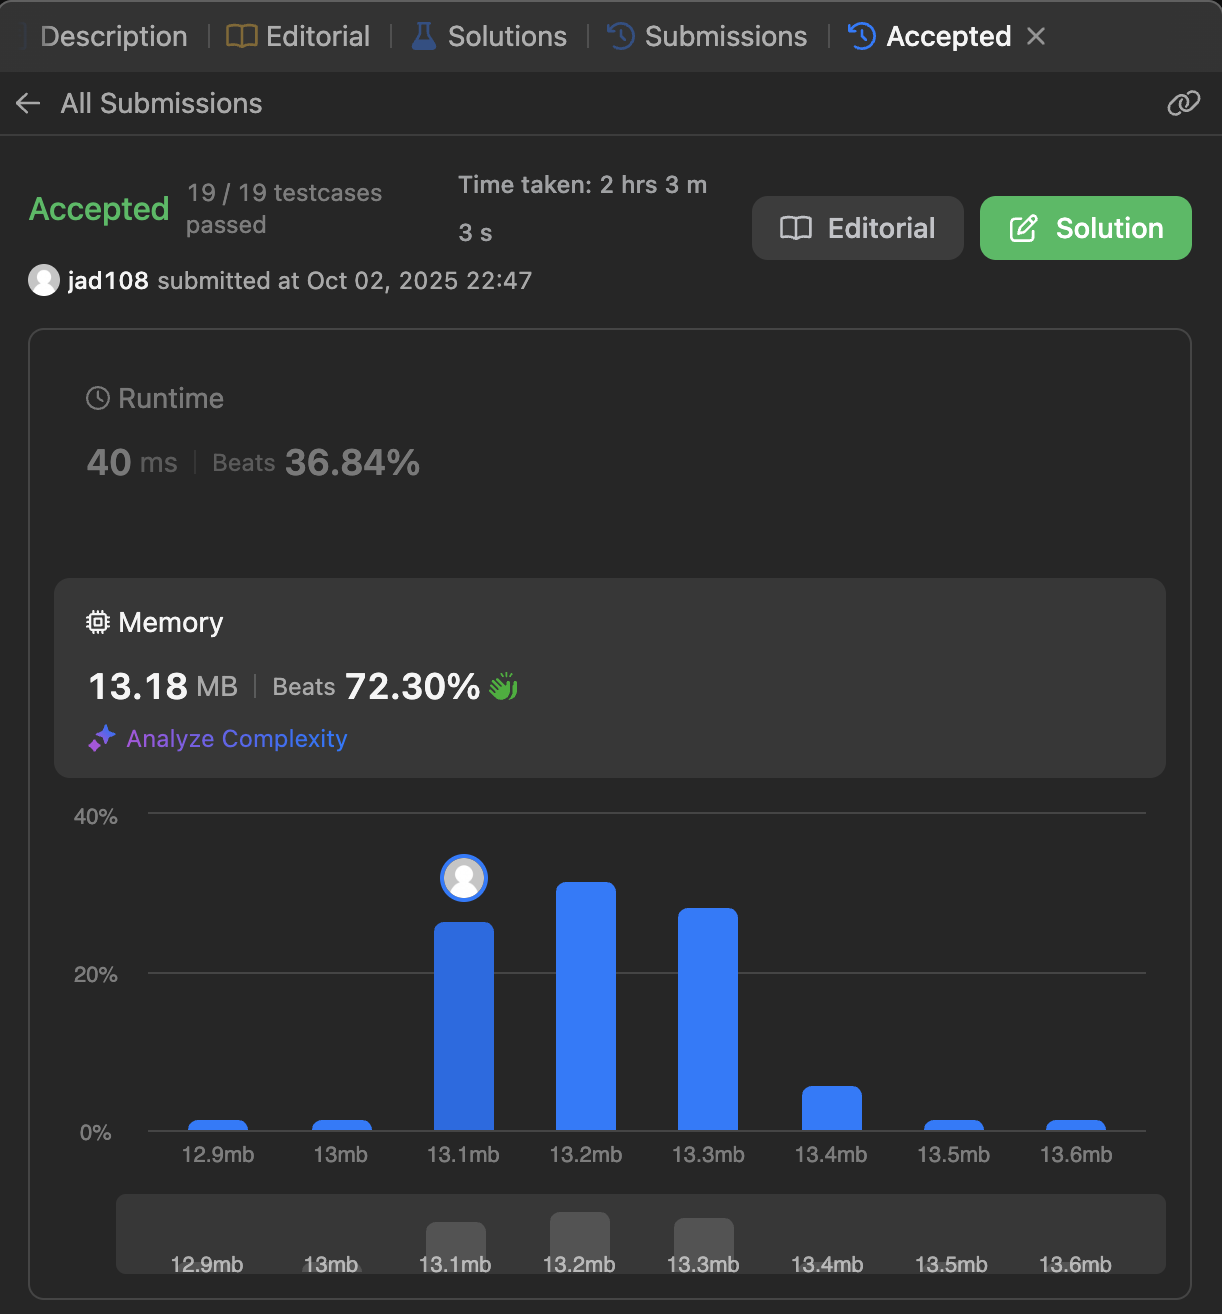 Description Editorial Solutions Submissions Accepted
All Submissions
Accepted
19 / 19 testcases
passed
Time taken: 2 hrs 3 m
3 s
Editorial
Solution
jad108 submitted at Oct 02, 2025 22:47
Runtime
40 ms Beats 36.84%
Memory
13.18 MB Beats 72.30%
Analyze Complexity
40%
20%
0%
12.9mb 13mb 13.1mb 13.2mb 13.3mb 13.4mb 13.5mb 13.6mb
12.9mb 13mb 13.1mb 13.2mb 13.3mb 13.4mb 13.5mb 13.6mb